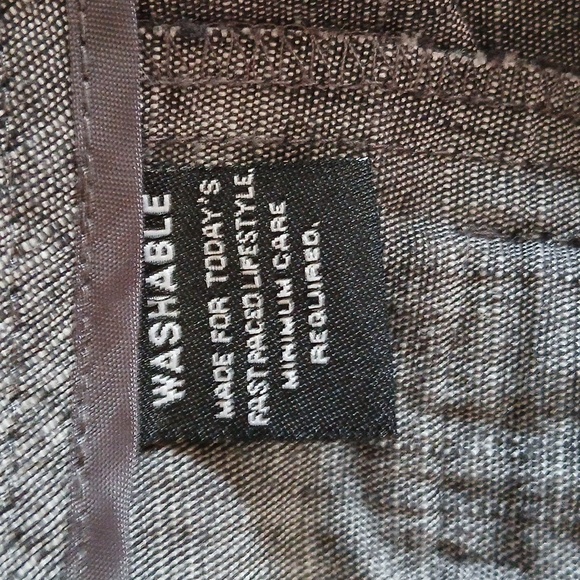 WASHABLE
MADE FOR TODAY'S
FAST PACED LIFESTYLE.
MINIMUM CARE
REQUIRED.